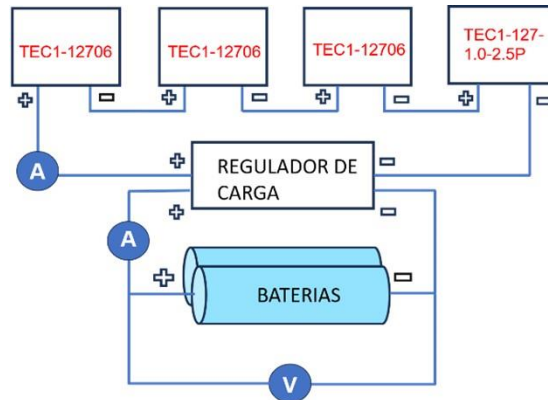 TEC1-12706
TEC1-12706
TEC1-12706
TEC1-127-
1.0-2.5P
+ - + - + - + -
A
+ -
REGULADOR DE
CARGA
+ -
A
+ -
BATERIAS
V